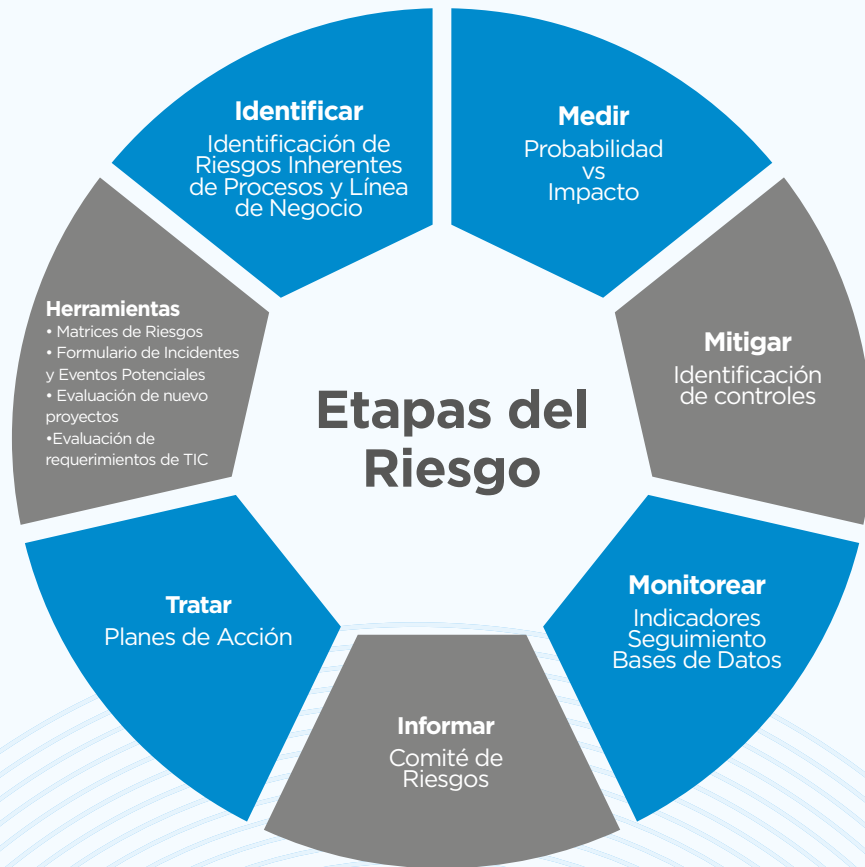 Identificar
Identificación de
Riesgos Inherentes
de Procesos y Línea
de Negocio
Medir
Probabilidad
vs
Impacto
Mitigar
Identificación
de controles
Monitorear
Indicadores
Seguimiento
Bases de Datos
Informar
Comité de
Riesgos
Tratar
Planes de Acción
Herramientas
• Matrices de Riesgos
• Formulario de Incidentes
y Eventos Potenciales
• Evaluación de nuevo
proyectos
•Evaluación de
requerimientos de TIC
Etapas del
Riesgo